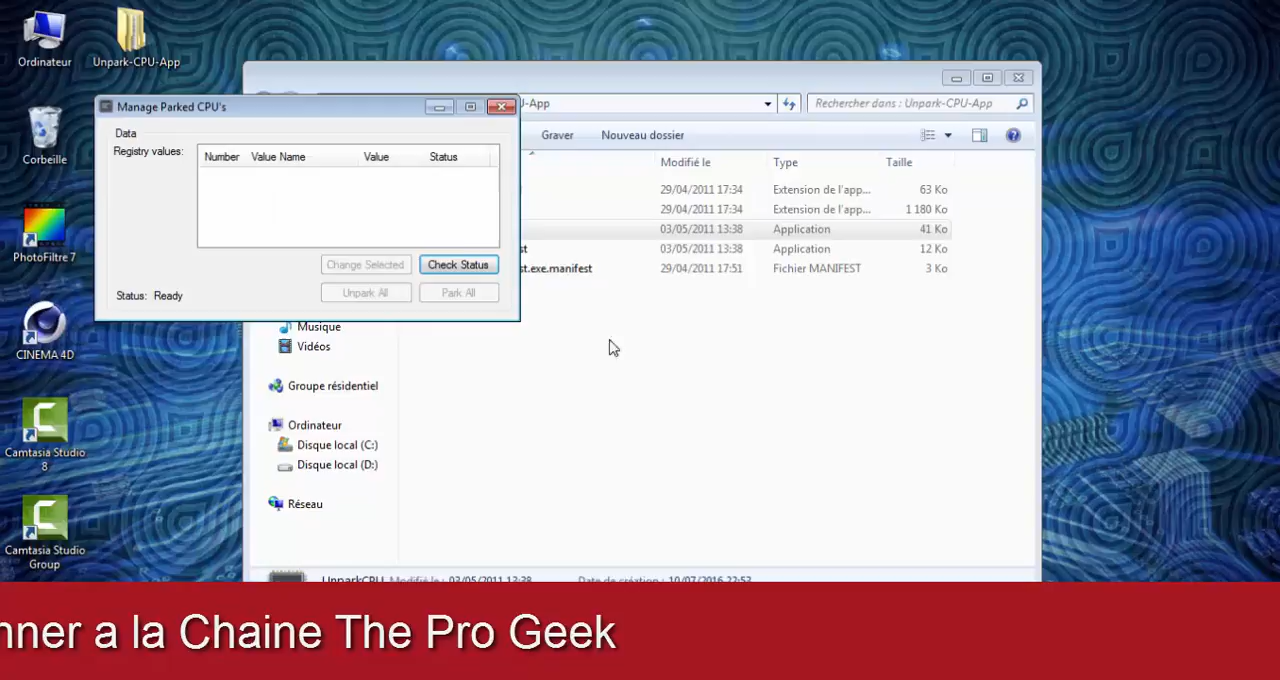 Ordinateur
Unpark-CPU-App
Corbeille
PhotoFiltre 7
CINEMA 4D
Camtasia Studio
8
Camtasia Studio
Group
Manage Parked CPU's
Data
Registry values:
Number Value Name Value Status
Change Selected Check Status
Unpark All Park All
Status: Ready
U-App
Rechercher dans : Unpark-CPU-App
Graver Nouveau dossier
Modifié le Type Taille
29/04/2011 17:34 Extension de l'app... 63 Ko
29/04/2011 17:34 Extension de l'app... 1 180 Ko
03/05/2011 13:38 Application 41 Ko
st 03/05/2011 13:38 Application 12 Ko
st.exe.manifest 29/04/2011 17:51 Fichier MANIFEST 3 Ko
Musique
Vidéos
Groupe résidentiel
Ordinateur
Disque local (C:)
Disque local (D:)
Réseau
UnparkCPU Modifié le : 03/05/2011 13:38 Date de création : 10/07/2016 22:53
nner a la Chaine The Pro Geek